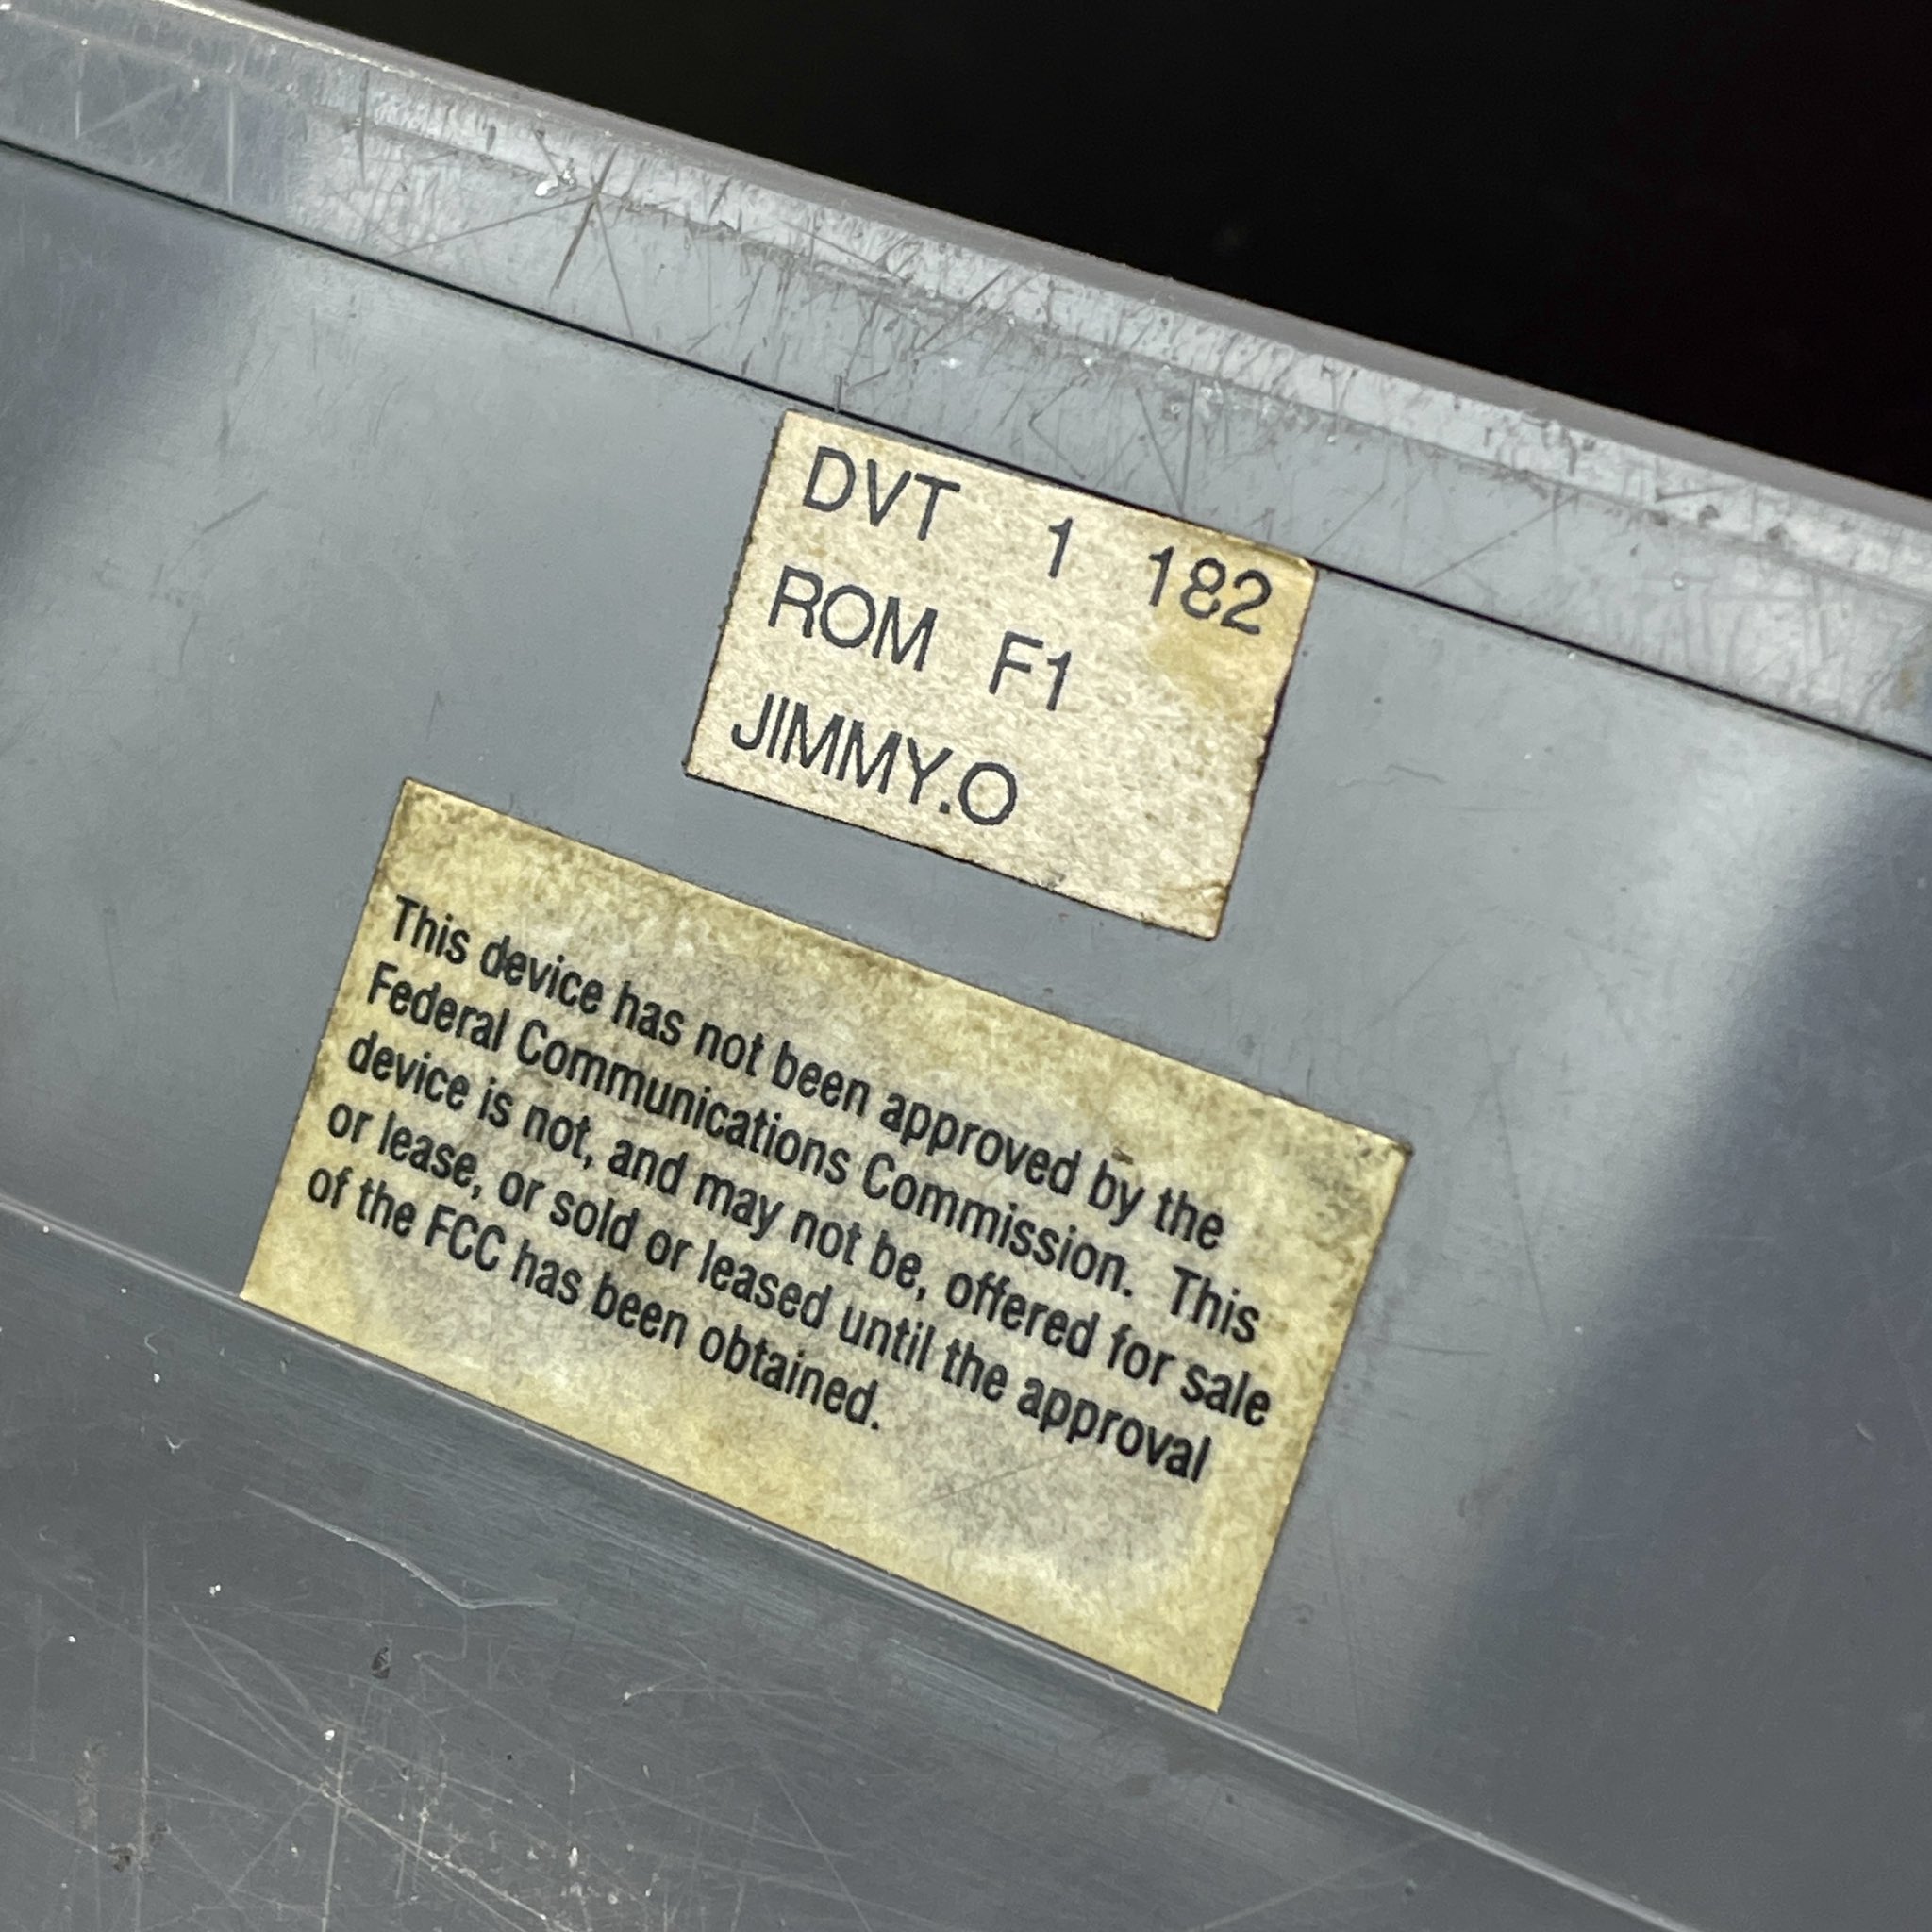 DVT 1 182
ROM F1
JIMMY.O
This device has not been approved by the
Federal Communications Commission. This
device is not, and may not be, offered for sale
or lease, or sold or leased until the approval
of the FCC has been obtained.